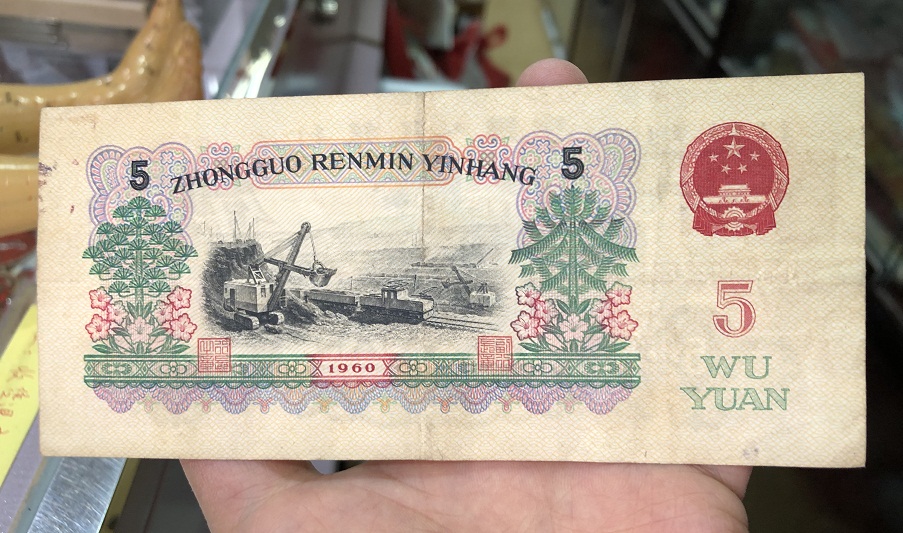 5 ZHONGGUO RENMIN YINHANG 5
1960
5
WU
YUAN